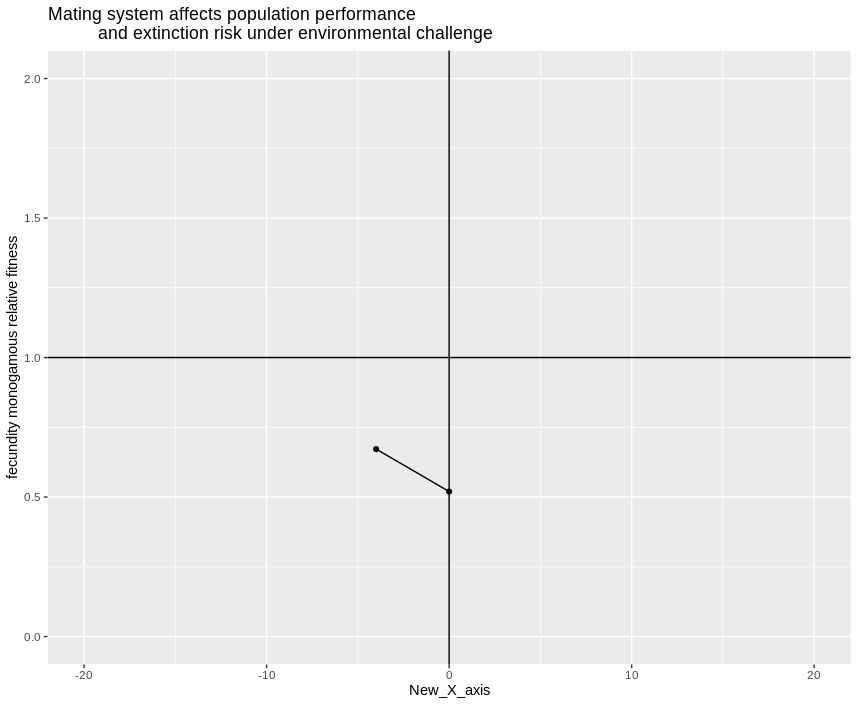 Mating system affects population performance
and extinction risk under environmental challenge
fecundity monogamous relative fitness
2.0
1.5
1.0
0.5
0.0
-20
-10
0
10
20
New_X_axis